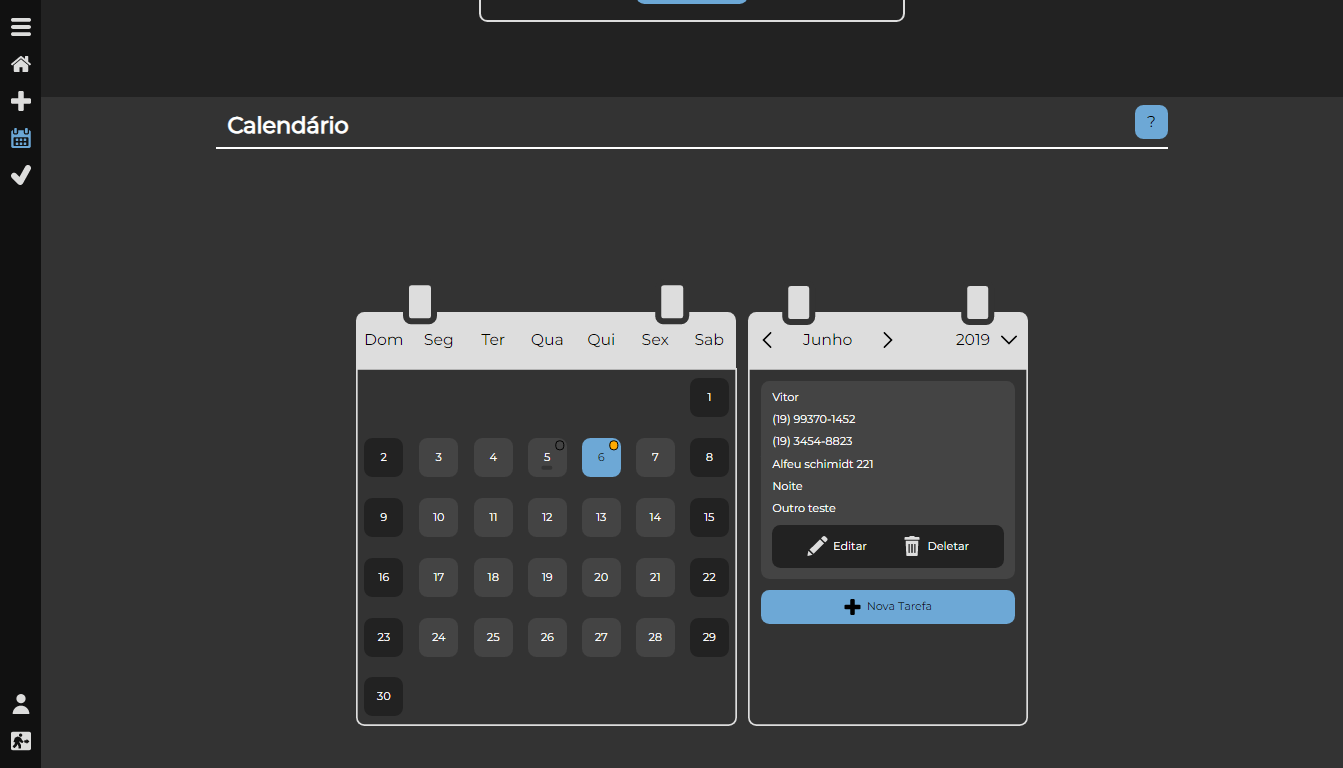 Calendário
?
Dom Seg Ter Qua Qui Sex Sab
1
2 3 4 5 6 7 8
9 10 11 12 13 14 15
16 17 18 19 20 21 22
23 24 25 26 27 28 29
30
Junho 2019
Vitor
(19) 99370-1452
(19) 3454-8823
Alfeu schimidt 221
Noite
Outro teste
Editar Deletar
Nova Tarefa